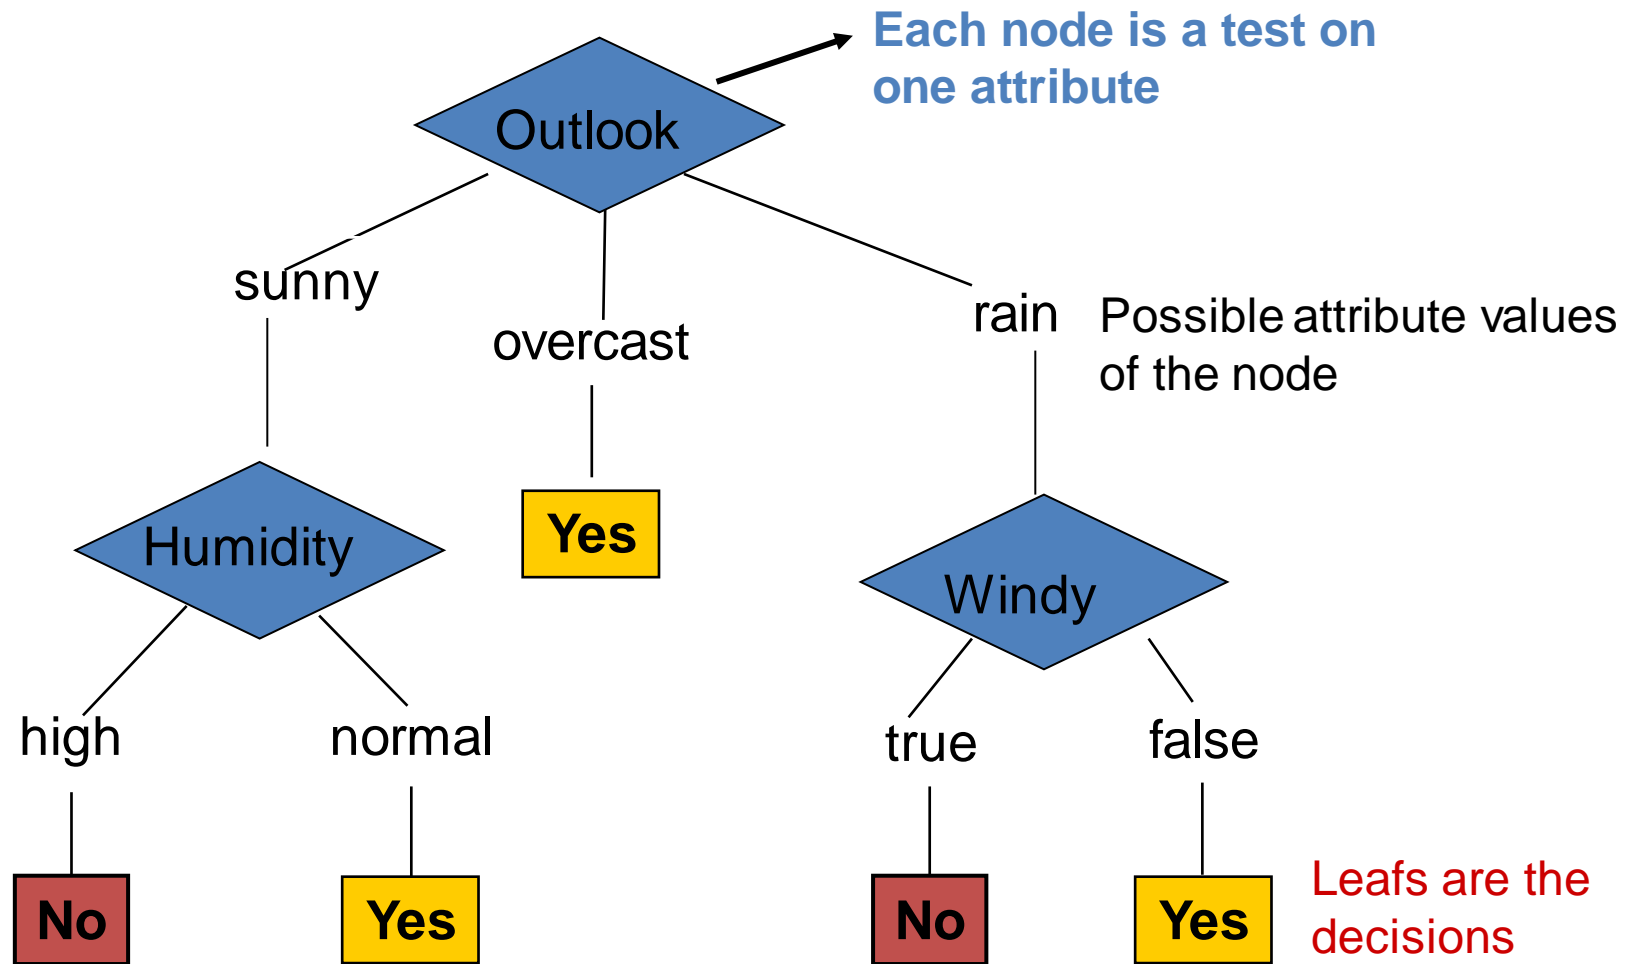 Each node is a test on
one attribute
Outlook
sunny
overcast
rain
Possible attribute values
of the node
Humidity
Yes
Windy
high
normal
true
false
No
Yes
No
Yes
Leafs are the
decisions